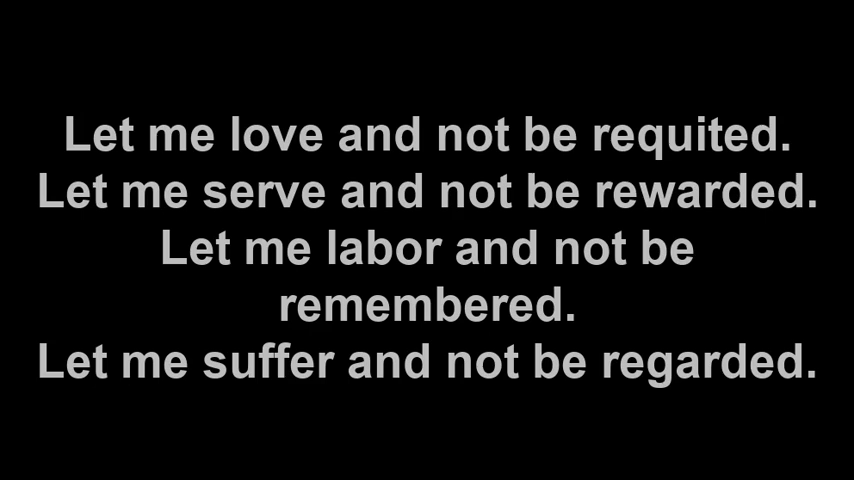 Let me love and not be requited.
Let me serve and not be rewarded.
Let me labor and not be
remembered.
Let me suffer and not be regarded.